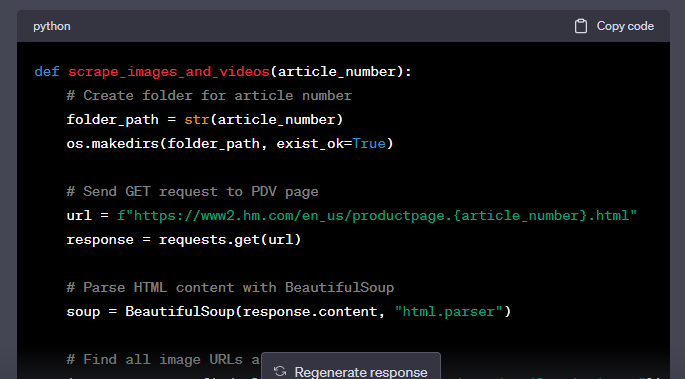 python Copy code
def scrape_images_and_videos(article_number):
# Create folder for article number
folder_path = str(article_number)
os.makedirs(folder_path, exist_ok=True)
# Send GET request to PDV page
url = f"https://www2.hm.com/en_us/productpage.{article_number}.html"
response = requests.get(url)
# Parse HTML content with BeautifulSoup
soup = BeautifulSoup(response.content, "html.parser")
# Find all image URLs a
Regenerate response